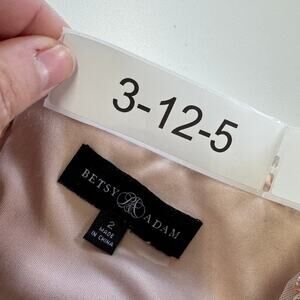 3-12-5
BETSY & ADAM
2
MADE
IN CHINA